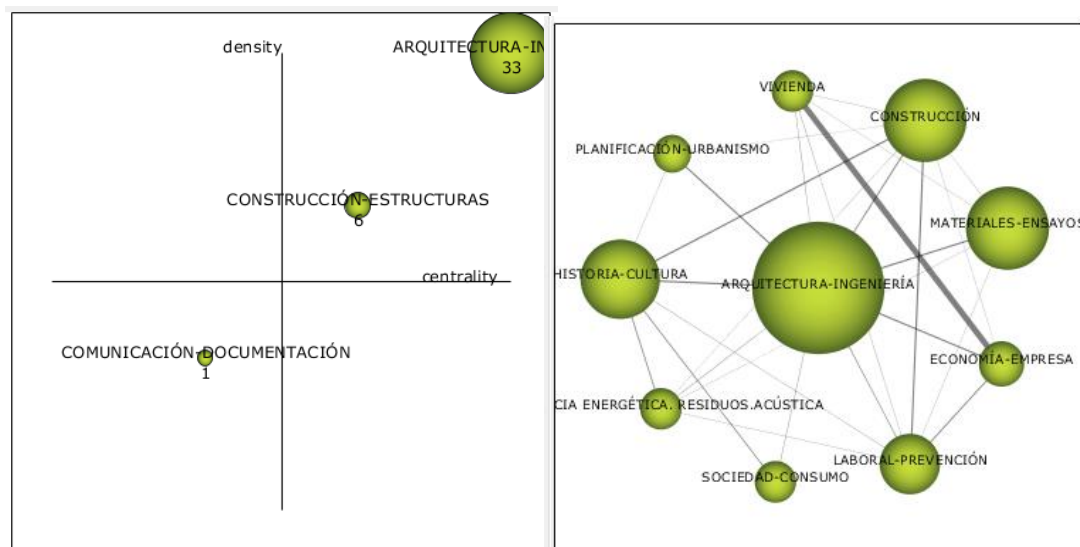 density
ARQUITECTURA-IN
33
CONSTRUCCIÓN-ESTRUCTURAS
6
centrality
COMUNICACIÓN-DOCUMENTACIÓN
1
VIVIENDA
CONSTRUCCIÓN
PLANIFICACIÓN-URBANISMO
MATERIALES-ENSAYOS
HISTORIA-CULTURA
ARQUITECTURA-INGENIERÍA
ECONOMÍA-EMPRESA
CIA ENERGÉTICA. RESIDUOS.ACÚSTICA
LABORAL-PREVENCIÓN
SOCIEDAD-CONSUMO